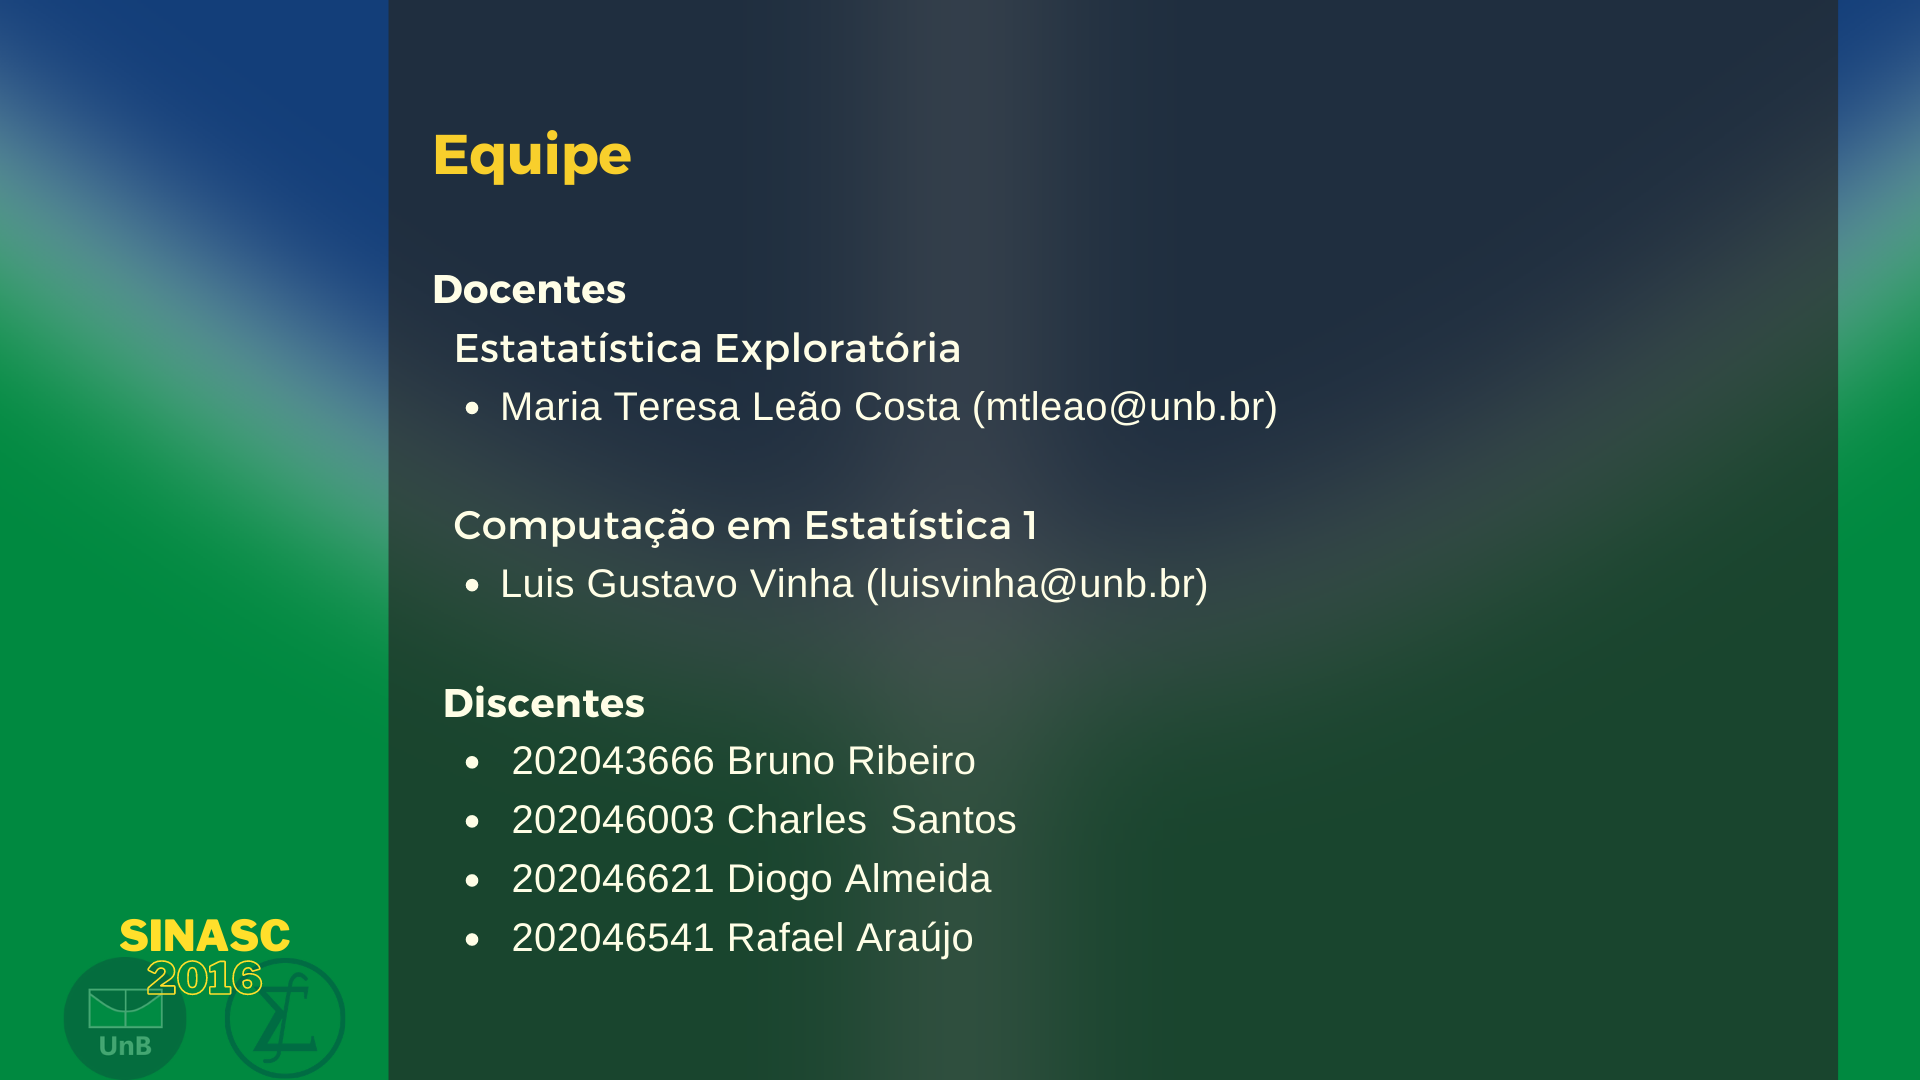 Equipe
Docentes
Estatatística Exploratória
• Maria Teresa Leão Costa (mtleao@unb.br)
Computação em Estatística 1
• Luis Gustavo Vinha (luisvinha@unb.br)
Discentes
• 202043666 Bruno Ribeiro
• 202046003 Charles  Santos
• 202046621 Diogo Almeida
• 202046541 Rafael Araújo
SINASC
2016
UnB